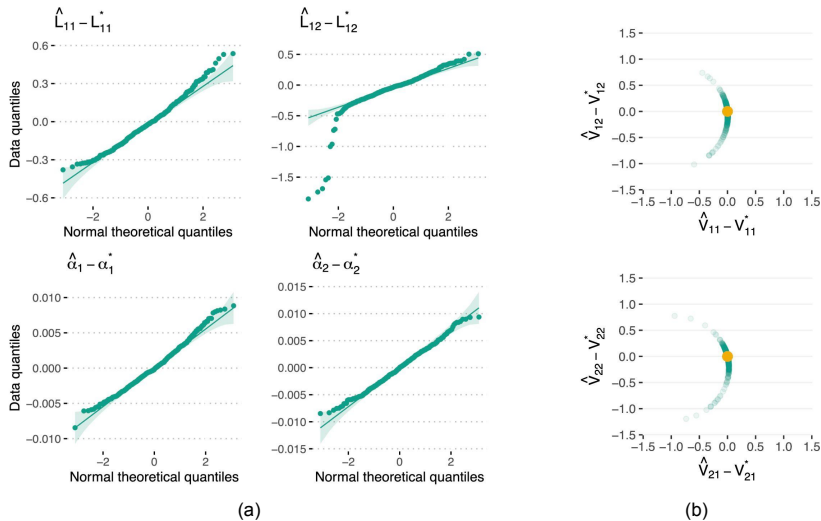 L̂₁₁ − L*₁₁
Data quantiles
0.6
0.3
0.0
−0.3
−0.6
−2 0 2
Normal theoretical quantiles
L̂₁₂ − L*₁₂
0.5
0.0
−0.5
−1.0
−1.5
−2 0 2
Normal theoretical quantiles
α̂₁ − α*₁
Data quantiles
0.010
0.005
0.000
−0.005
−0.010
−2 0 2
Normal theoretical quantiles
α̂₂ − α*₂
0.010
0.005
0.000
−0.005
−0.010
−0.015
−2 0 2
Normal theoretical quantiles
(a)
V̂₁₂ − V*₁₂
1.5
1.0
0.5
0.0
−0.5
−1.0
−1.5
−1.5 −1.0 −0.5 0.0 0.5 1.0 1.5
V̂₁₁ − V*₁₁
V̂₂₂ − V*₂₂
1.5
1.0
0.5
0.0
−0.5
−1.0
−1.5
−1.5 −1.0 −0.5 0.0 0.5 1.0 1.5
V̂₂₁ − V*₂₁
(b)